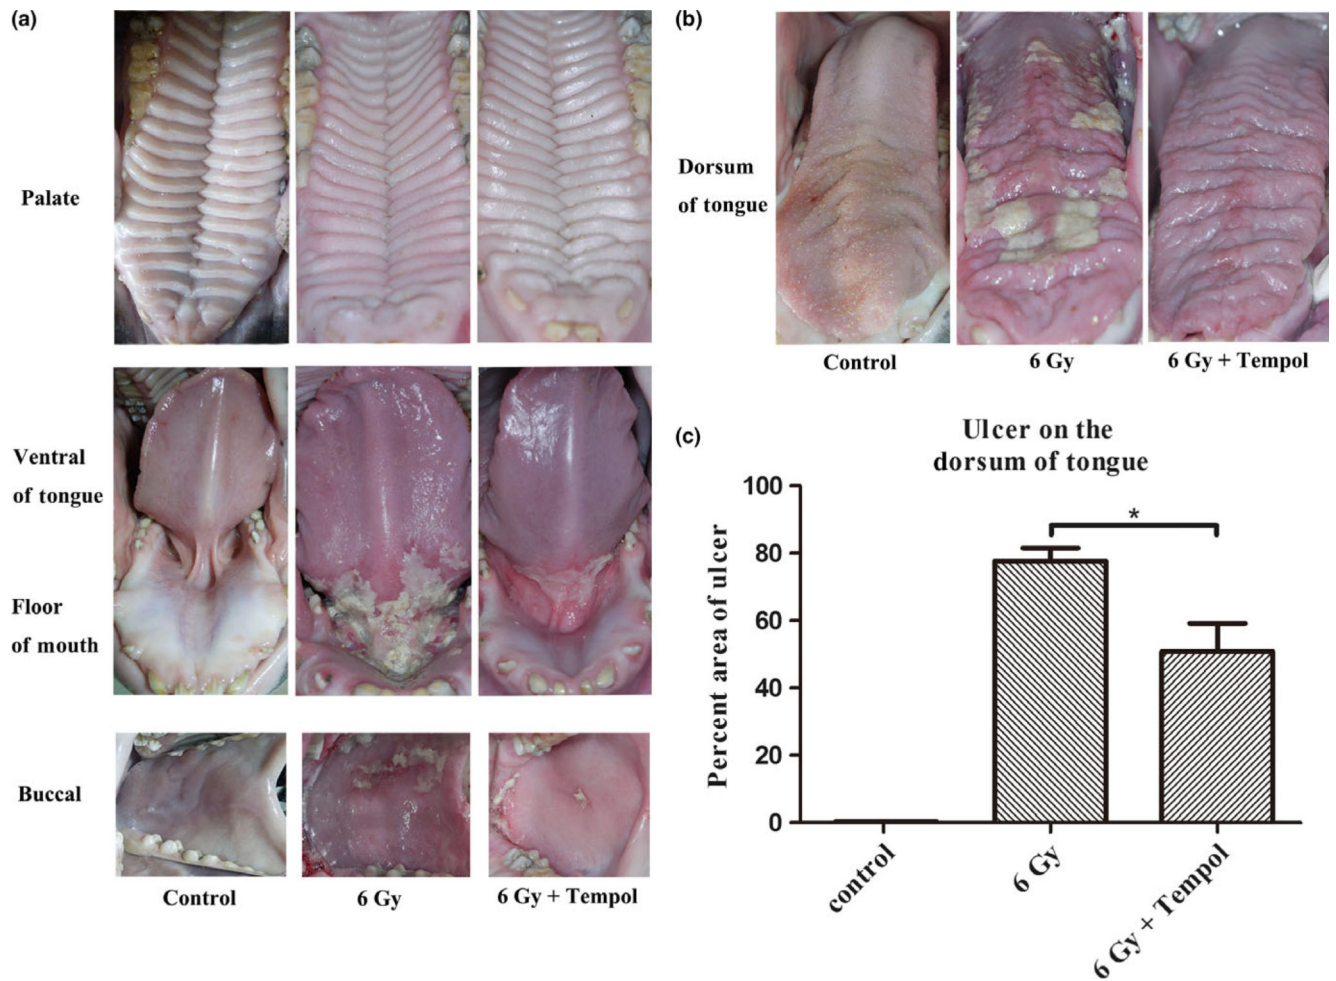 (a)
Palate
Ventral
of tongue
Floor
of mouth
Buccal
Control
6 Gy
6 Gy + Tempol
(b)
Dorsum
of tongue
Control
6 Gy
6 Gy + Tempol
(c)
Ulcer on the
dorsum of tongue
Percent area of ulcer
100
80
60
40
20
0
*
control
6 Gy
6 Gy + Tempol